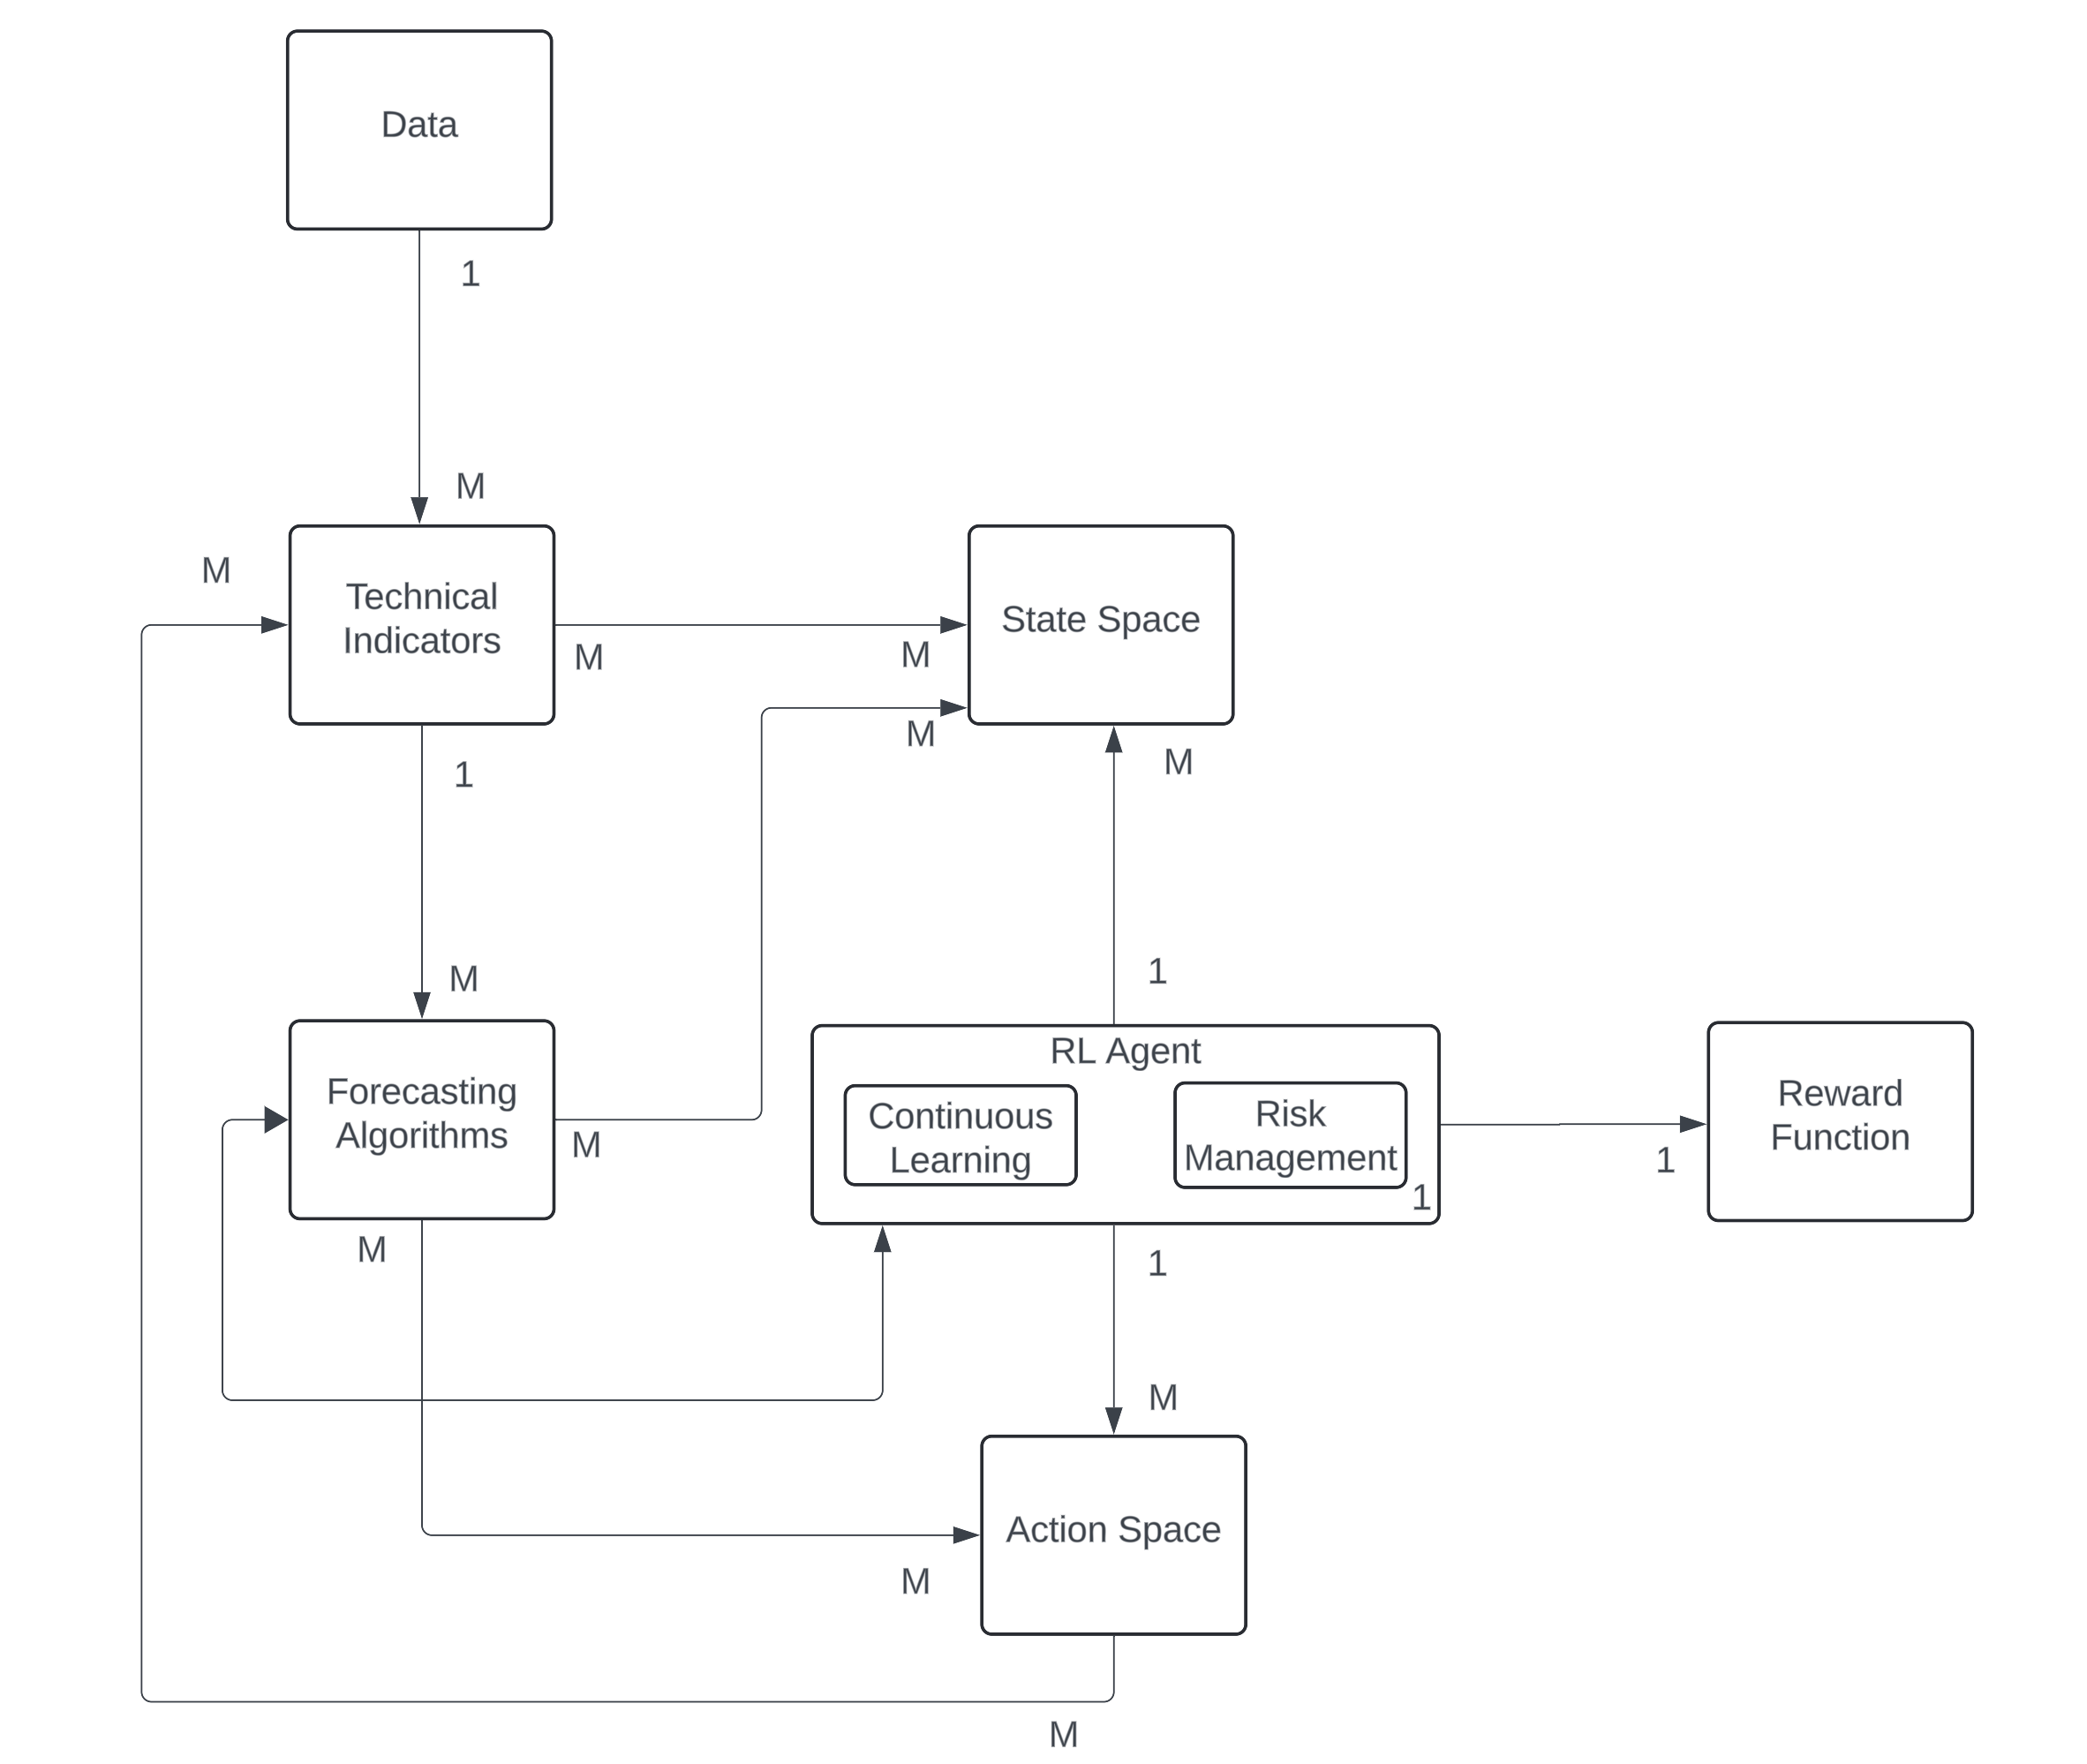 Data
1
M
M
Technical
Indicators
State Space
M
M
M
M
1
M
1
Forecasting
Algorithms
M
RL Agent
Continuous
Learning
Risk
Management
1
Reward
Function
1
M
1
M
Action Space
M
M